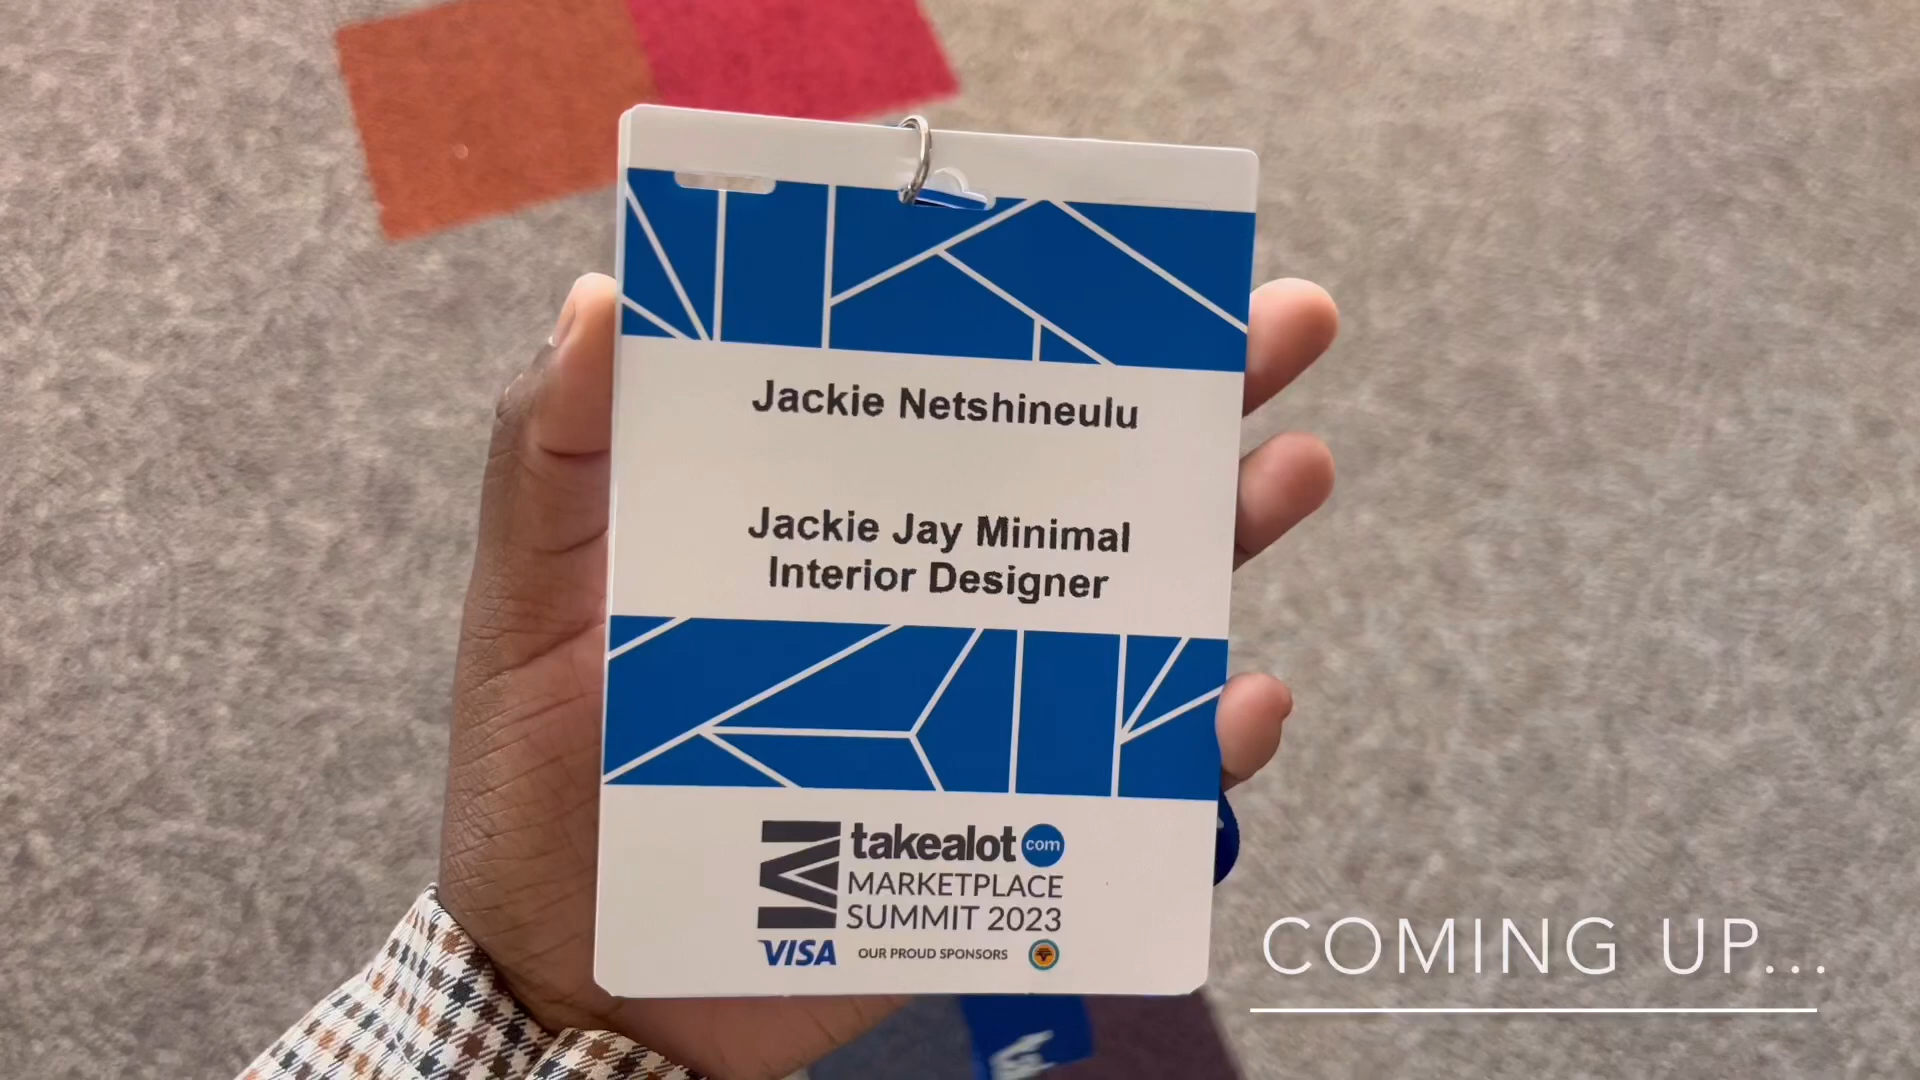 Jackie Netshineulu
Jackie Jay Minimal
Interior Designer
takealot com
MARKETPLACE
SUMMIT 2023
VISA OUR PROUD SPONSORS
COMING UP...